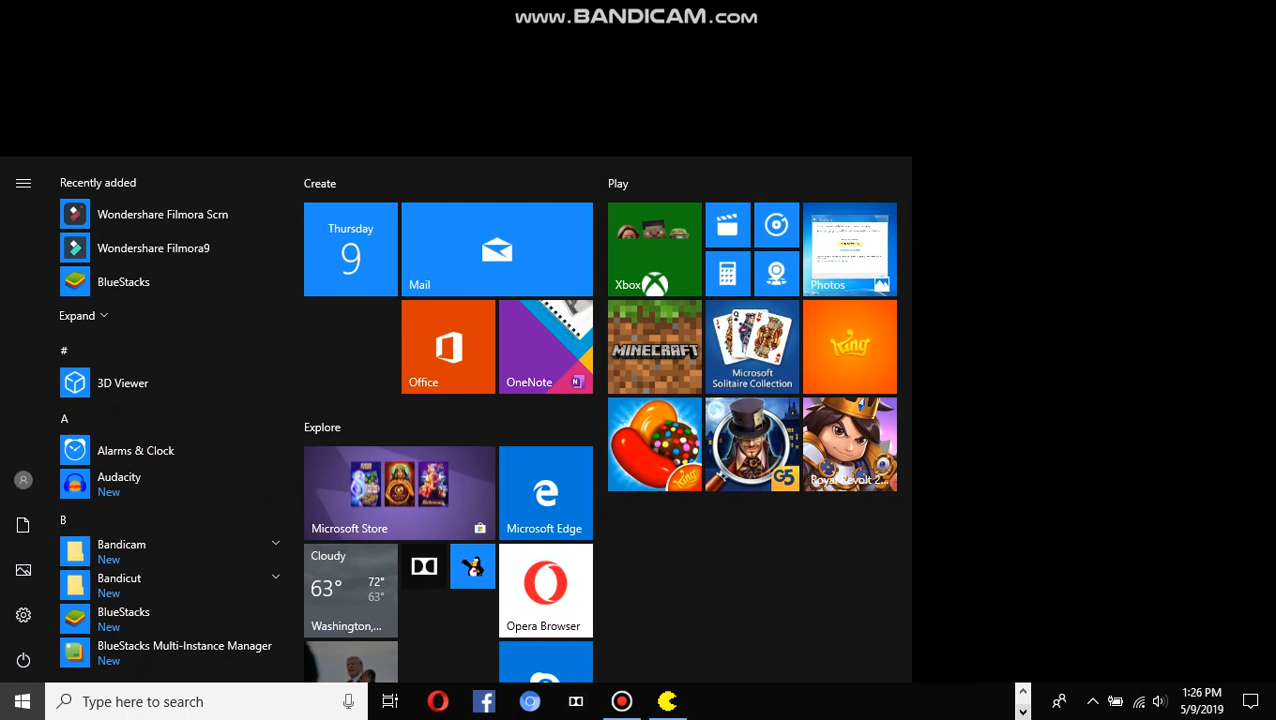 www.BANDICAM.com
Recently added
Wondershare Filmora Scrn
Wondershare Filmora9
BlueStacks
Expand
#
3D Viewer
A
Alarms & Clock
Audacity
New
B
Bandicam
New
Bandicut
New
BlueStacks
New
BlueStacks Multi-Instance Manager
New
Create
Thursday
9
Mail
Office
OneNote
N
Explore
Microsoft Store
Microsoft Edge
Cloudy
63°
72°
63°
Washington,...
Opera Browser
Play
Xbox
Photos
MINECRAFT
Microsoft
Solitaire Collection
King
King
G5
Royal Revolt 2...
Type here to search
1:26 PM
5/9/2019